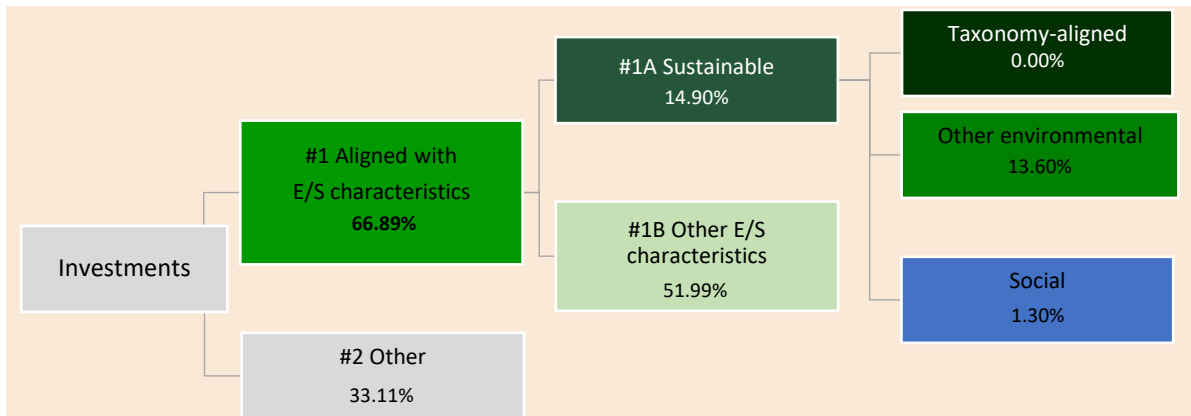 Investments
#1 Aligned with
E/S characteristics
66.89%
#2 Other
33.11%
#1A Sustainable
14.90%
#1B Other E/S
characteristics
51.99%
Taxonomy-aligned
0.00%
Other environmental
13.60%
Social
1.30%